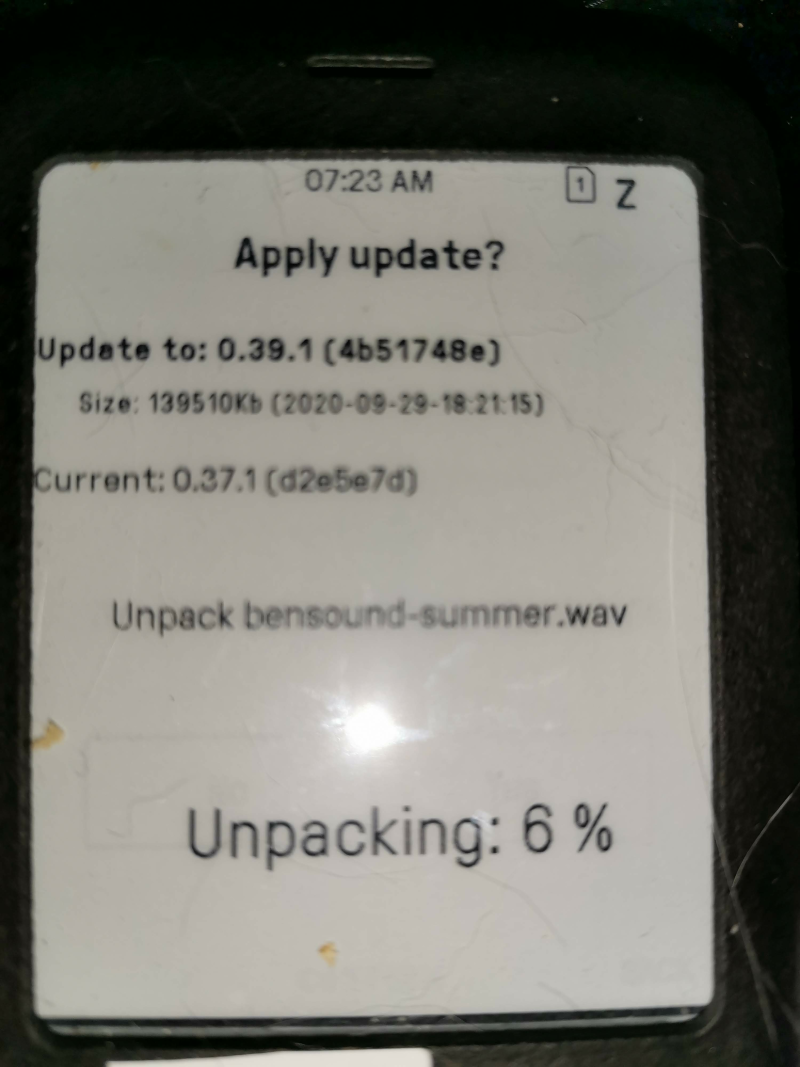 07:23 AM
1 Z
Apply update?
Update to: 0.39.1 (4b51748e)
Size: 139510Kb (2020-09-29-18:21:15)
Current: 0.37.1 (d2e5e7d)
Unpack bensound-summer.wav
Unpacking: 6 %